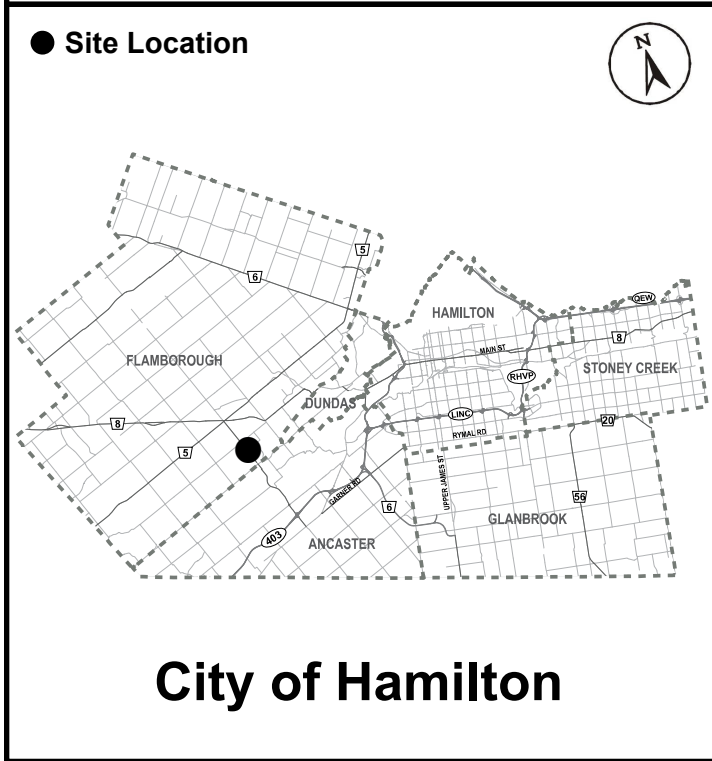 Site Location
N
5
6
HAMILTON
QEW
8
MAIN ST
FLAMBOROUGH
STONEY CREEK
RHVP
DUNDAS
LINC
8
20
RYMAL RD
5
UPPER JAMES ST
GARNER RD
56
6
GLANBROOK
403
ANCASTER
City of Hamilton